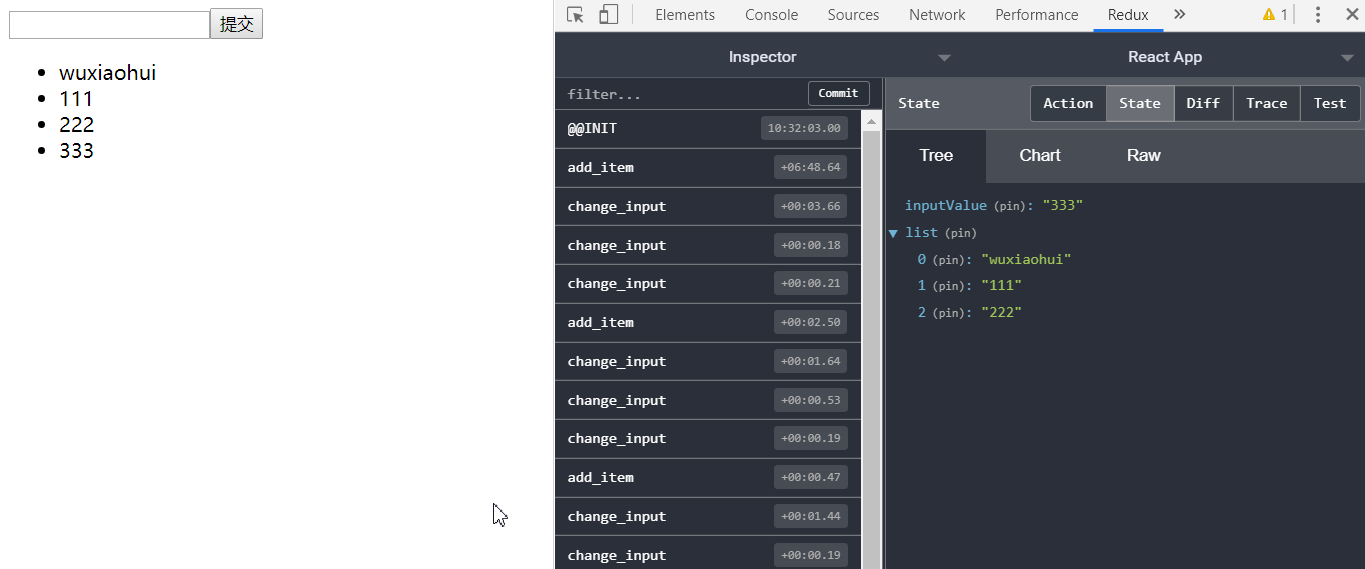 提交
wuxiaohui
111
222
333
Elements Console Sources Network Performance Redux 1
Inspector React App
filter... Commit
@@INIT 10:32:03.00
add_item +06:48.64
change_input +00:03.66
change_input +00:00.18
change_input +00:00.21
add_item +00:02.50
change_input +00:01.64
change_input +00:00.53
change_input +00:00.19
add_item +00:00.47
change_input +00:01.44
change_input +00:00.19
State Action State Diff Trace Test
Tree Chart Raw
inputValue (pin): "333"
list (pin)
0 (pin): "wuxiaohui"
1 (pin): "111"
2 (pin): "222"